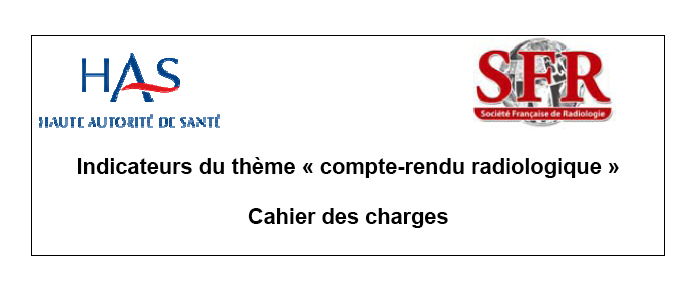 HAS
HAUTE AUTORITÉ DE SANTÉ
SFR
Société Française de Radiologie
Indicateurs du thème « compte-rendu radiologique »
Cahier des charges